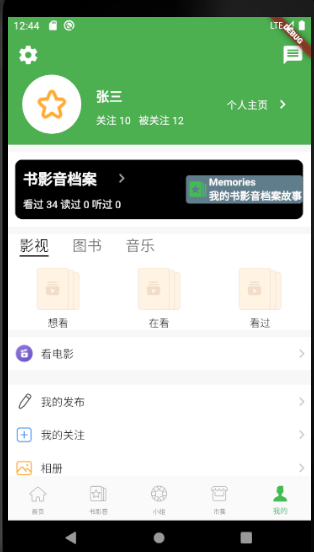 12:44
LTE
DEBUG
张三
关注 10 被关注 12
个人主页
书影音档案
看过 34 读过 0 听过 0
Memories
我的书影音档案故事
影视 图书 音乐
想看 在看 看过
看电影
我的发布
我的关注
相册
首页 书影音 小组 市集 我的